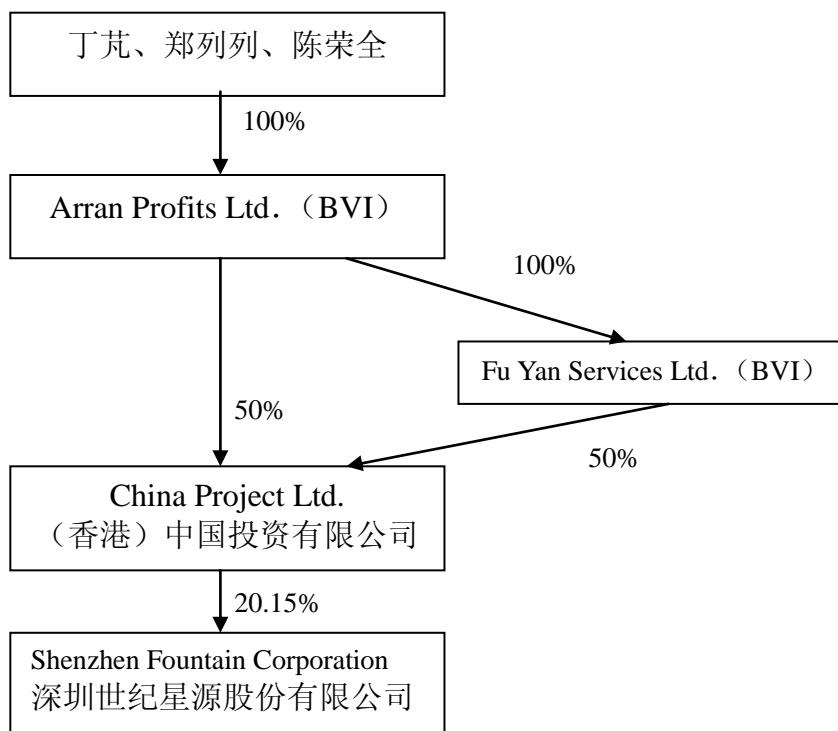 丁芃、郑列列、陈荣全
100%
Arran Profits Ltd.（BVI）
100%
Fu Yan Services Ltd.（BVI）
50%
50%
China Project Ltd.
（香港）中国投资有限公司
20.15%
Shenzhen Fountain Corporation
深圳世纪星源股份有限公司